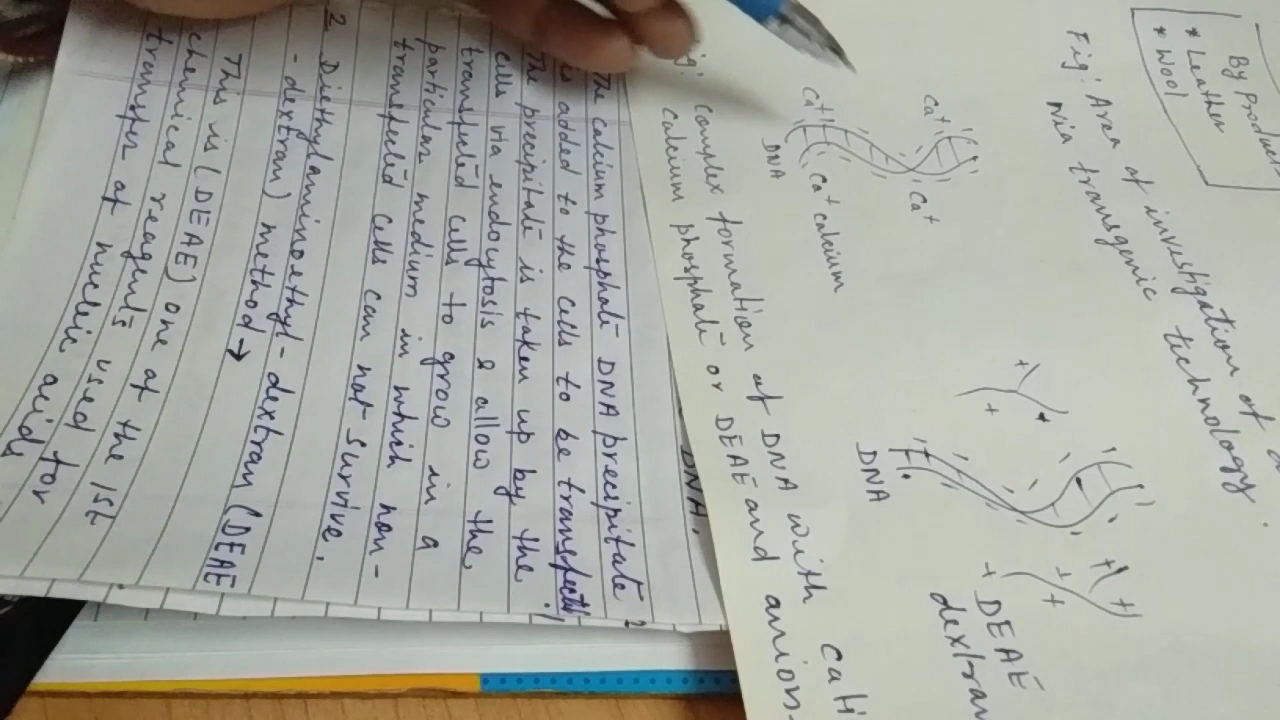 By Product
* Leather
* Wool
Fig: Area of investigation of
via transgenic technology.
Ca+
Ca+
Ca+
Ca+ calcium
DNA
+
+
DNA
+
+
+
+
+
DEAE
dextran
complex formation of DNA with cati
calcium phosphate or DEAE and anion-
DNA.
The calcium phosphate DNA precipitate
is added to the cells to be transfected
The precipitate is taken up by the
cells via endocytosis & allow the
transfected cells to grow in a
particular medium in which non-
transfected cells can not survive.
2 Diethylaminoethyl-dextran (DEAE
- dextran) method →
This is (DEAE) one of the 1st
chemical reagents used for
transfer of nucleic acids